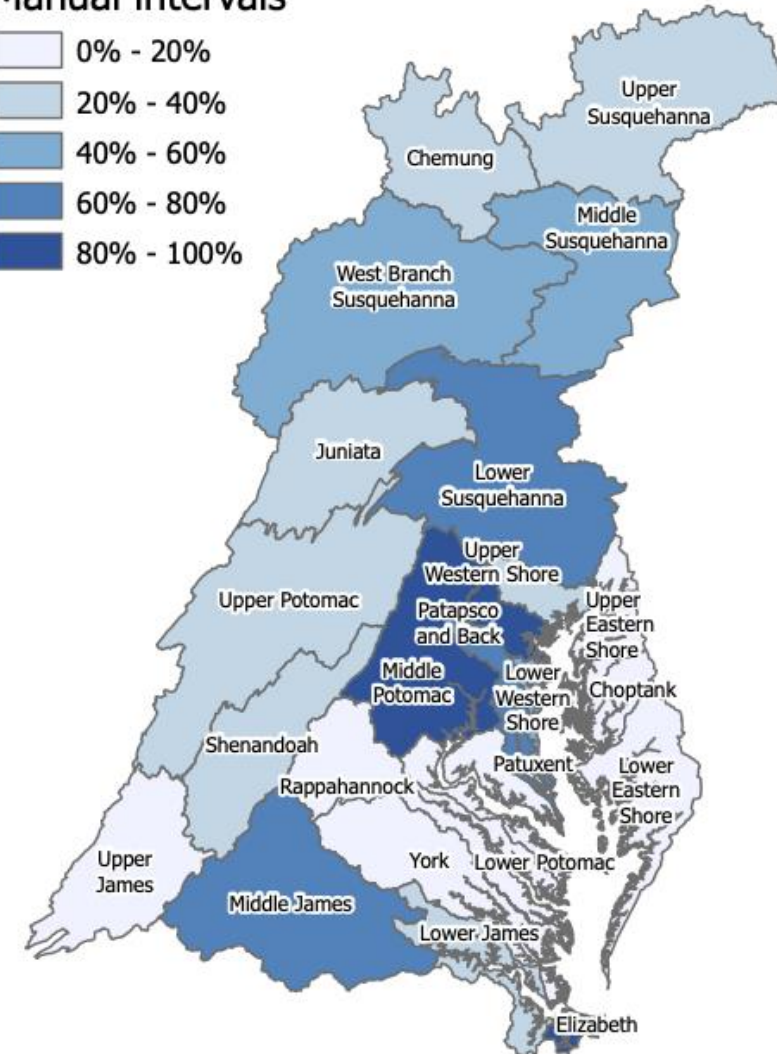 Manual Intervals
0% - 20%
20% - 40%
40% - 60%
60% - 80%
80% - 100%
Upper
Susquehanna
Chemung
Middle
Susquehanna
West Branch
Susquehanna
Juniata
Lower
Susquehanna
Upper
Western Shore
Upper Potomac
Patapsco
and Back
Upper
Eastern
Shore
Middle
Potomac
Lower
Western
Shore
Choptank
Shenandoah
Patuxent
Lower
Eastern
Shore
Rappahannock
Upper
James
York
Lower Potomac
Middle James
Lower James
Elizabeth